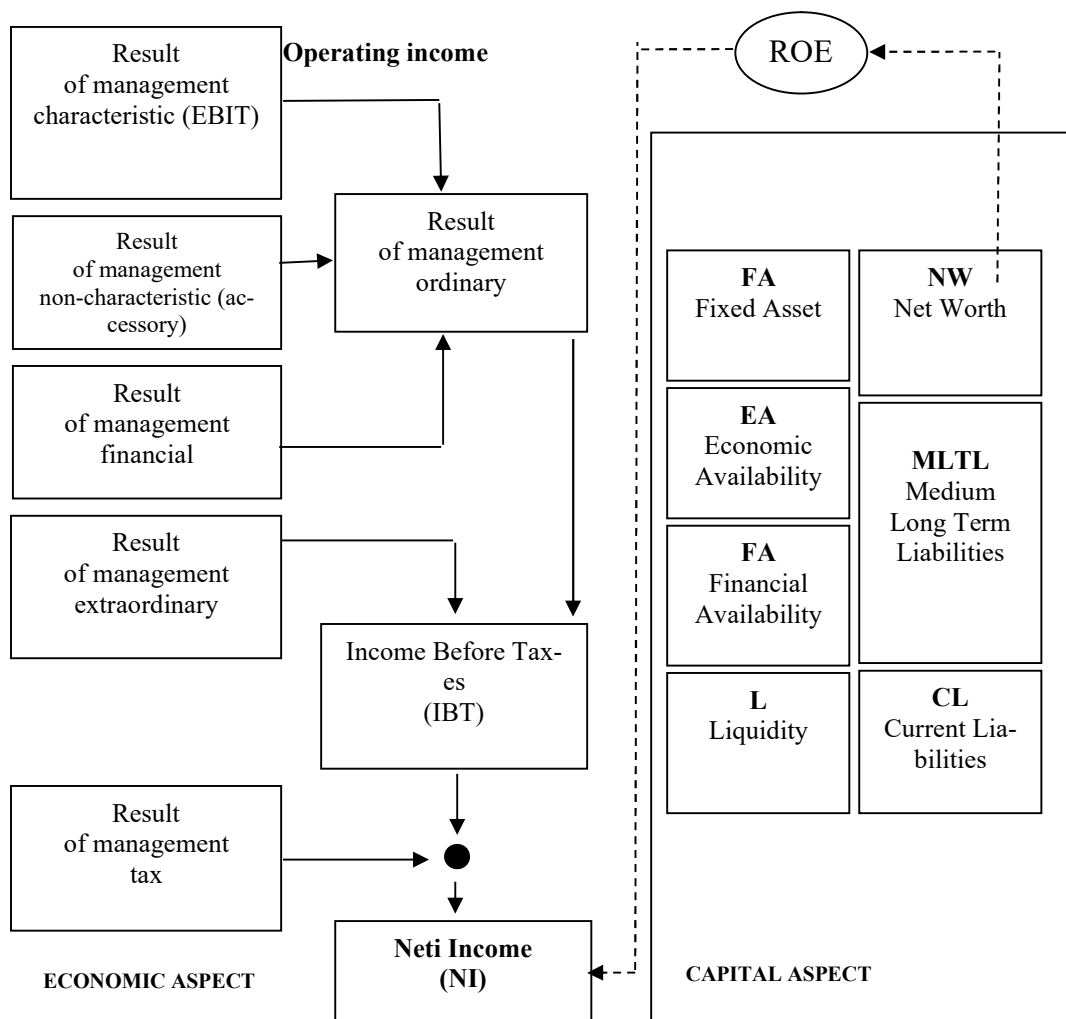 Result
of management
characteristic (EBIT)
Operating income
ROE
Result
of management
non-characteristic (ac-
cessory)
Result
of management
ordinary
Result
of management
financial
Result
of management
extraordinary
Income Before Tax-
es
(IBT)
Result
of management
tax
Neti Income
(NI)
ECONOMIC ASPECT
FA
Fixed Asset
NW
Net Worth
EA
Economic
Availability
MLTL
Medium
Long Term
Liabilities
FA
Financial
Availability
L
Liquidity
CL
Current Lia-
bilities
CAPITAL ASPECT